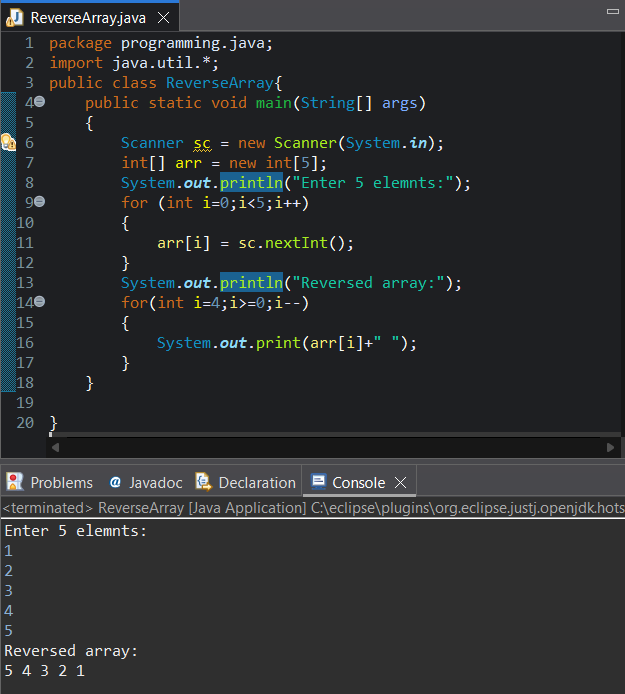 ReverseArray.java
1 package programming.java;
2 import java.util.*;
3 public class ReverseArray{
4 public static void main(String[] args)
5 {
6 Scanner sc = new Scanner(System.in);
7 int[] arr = new int[5];
8 System.out.println("Enter 5 elemnts:");
9 for (int i=0;i<5;i++)
10 {
11 arr[i] = sc.nextInt();
12 }
13 System.out.println("Reversed array:");
14 for(int i=4;i>=0;i--)
15 {
16 System.out.print(arr[i]+" ");
17 }
18 }
19
20 }
Problems @ Javadoc Declaration Console
<terminated> ReverseArray [Java Application] C:\eclipse\plugins\org.eclipse.justj.openjdk.hots
Enter 5 elemnts:
1
2
3
4
5
Reversed array:
5 4 3 2 1